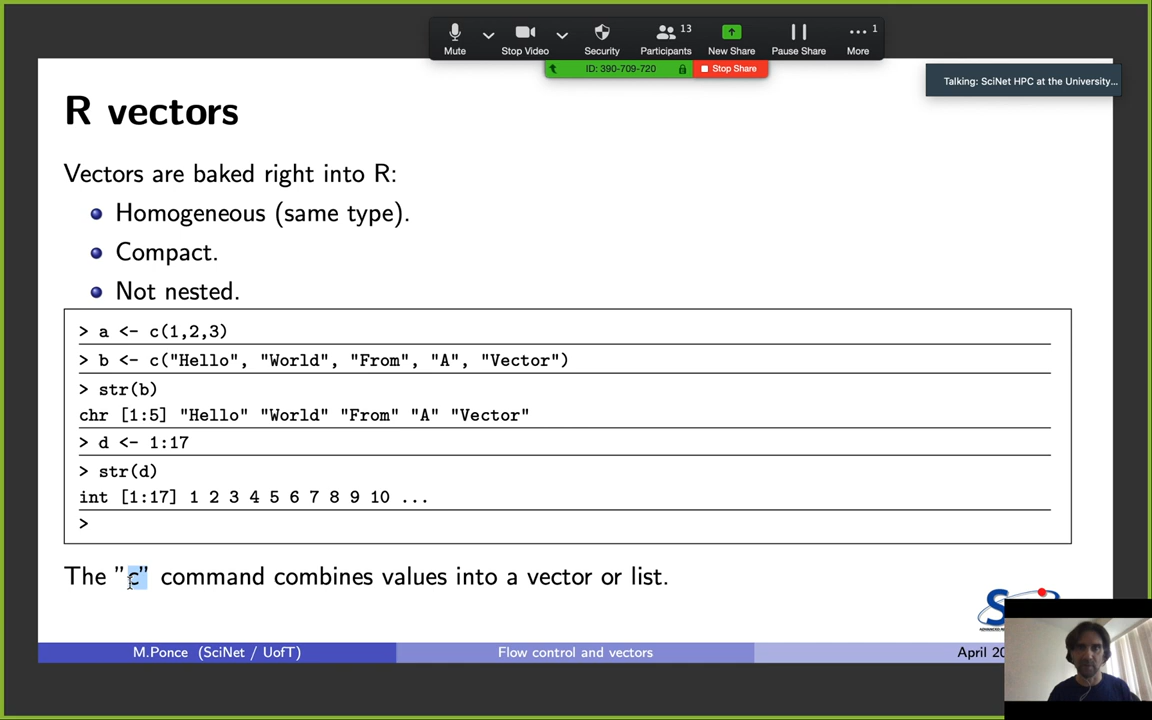 Mute
Stop Video
Security
13
Participants
New Share
Pause Share
1
More
ID: 390-709-720
Stop Share
Talking: SciNet HPC at the University...
R vectors
Vectors are baked right into R:
Homogeneous (same type).
Compact.
Not nested.
> a <- c(1,2,3)
> b <- c("Hello", "World", "From", "A", "Vector")
> str(b)
chr [1:5] "Hello" "World" "From" "A" "Vector"
> d <- 1:17
> str(d)
int [1:17] 1 2 3 4 5 6 7 8 9 10 ...
>
The "c" command combines values into a vector or list.
M.Ponce (SciNet / UofT)
Flow control and vectors
April